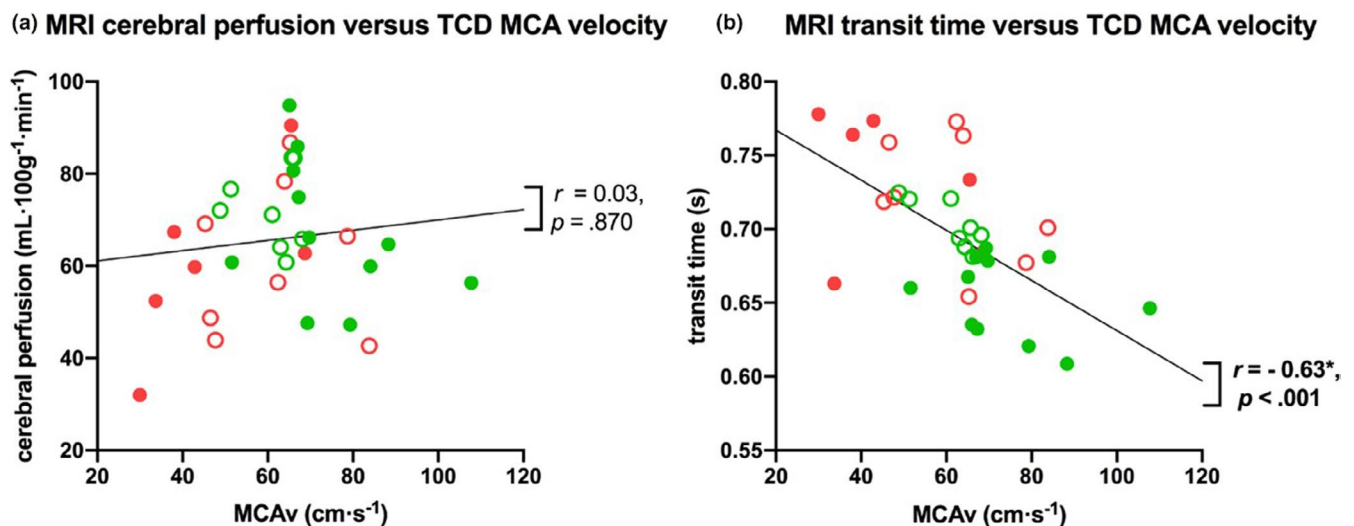 (a) MRI cerebral perfusion versus TCD MCA velocity
cerebral perfusion (mL·100g⁻¹·min⁻¹)
100
80
60
40
20
20 40 60 80 100 120
MCAv (cm·s⁻¹)
r = 0.03,
p = .870
(b) MRI transit time versus TCD MCA velocity
transit time (s)
0.80
0.75
0.70
0.65
0.60
0.55
20 40 60 80 100 120
MCAv (cm·s⁻¹)
r = - 0.63*,
p < .001